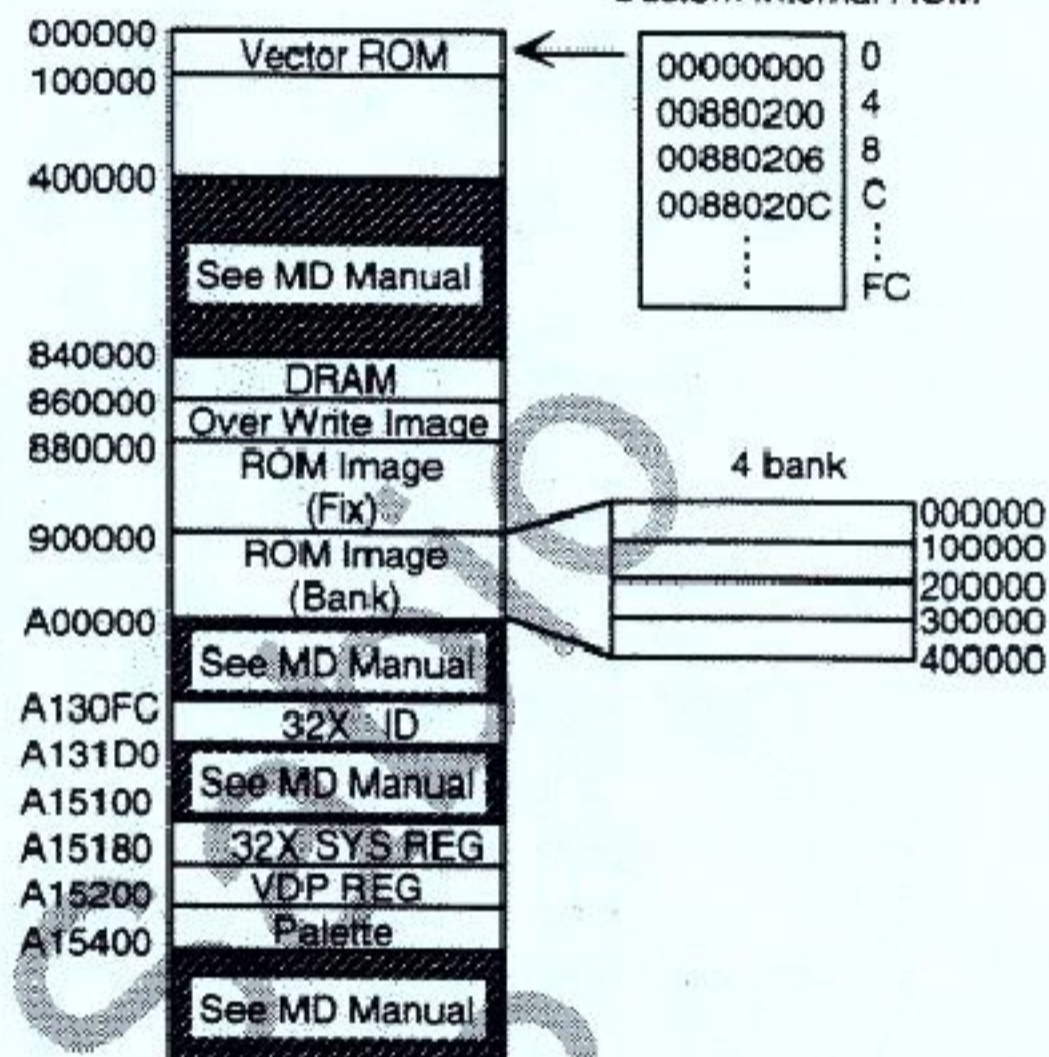 Custom Internal ROM
000000
Vector ROM
100000
400000
See MD Manual
840000
DRAM
860000
Over Write Image
880000
ROM Image
(Fix)
900000
ROM Image
(Bank)
A00000
See MD Manual
A130FC
32X ID
A131D0
See MD Manual
A15100
A15180
32X SYS REG
VDP REG
A15200
Palette
A15400
See MD Manual
00000000 0
00880200 4
00880206 8
0088020C C
FC
4 bank
000000
100000
200000
300000
400000